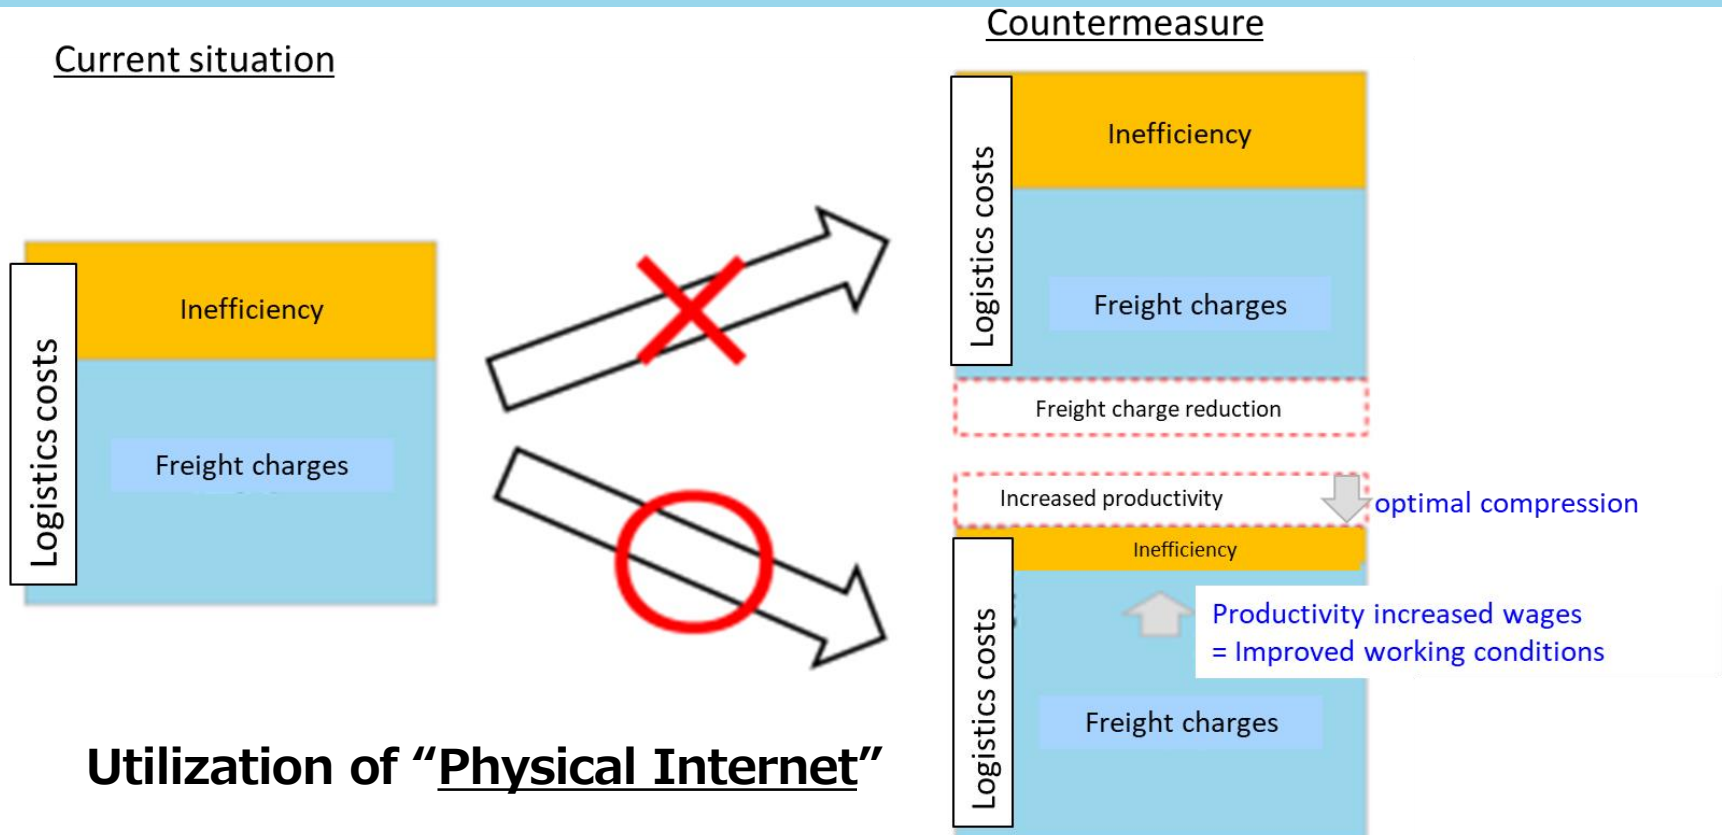 Current situation
Logistics costs
Inefficiency
Freight charges
Countermeasure
Logistics costs
Inefficiency
Freight charges
Freight charge reduction
Increased productivity
optimal compression
Logistics costs
Inefficiency
Productivity increased wages
= Improved working conditions
Freight charges
Utilization of “Physical Internet”